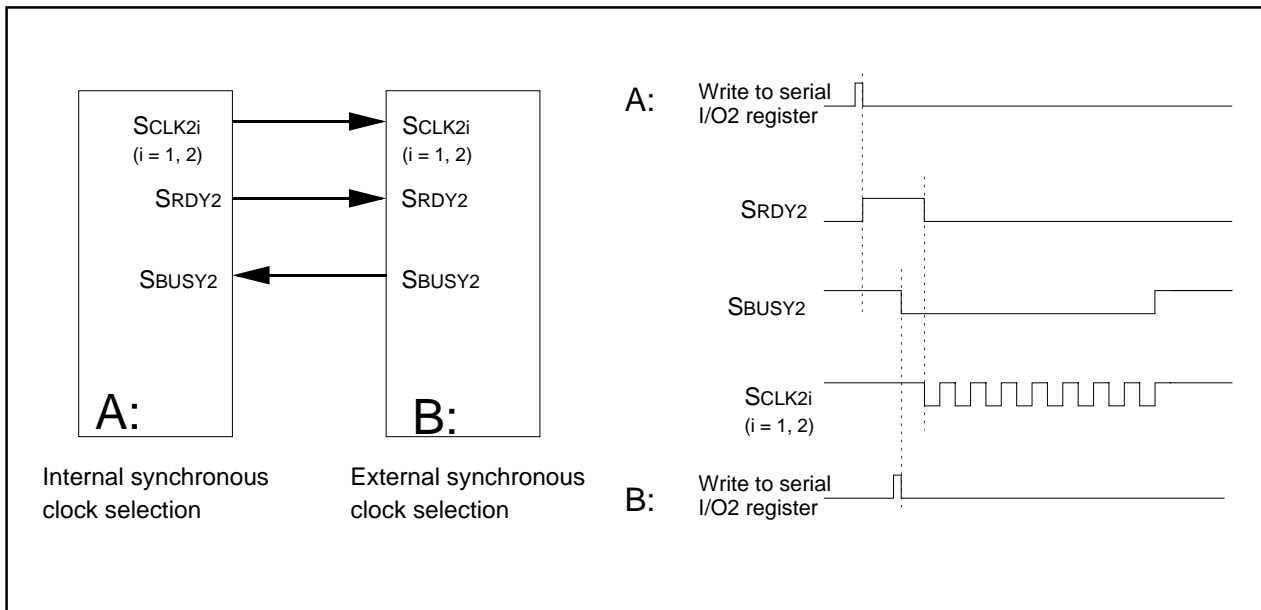 SCLK2i
(i = 1, 2)
SRDY2
SBUSY2
A:
Internal synchronous
clock selection
SCLK2i
(i = 1, 2)
SRDY2
SBUSY2
B:
External synchronous
clock selection
A:
Write to serial
I/O2 register
SRDY2
SBUSY2
SCLK2i
(i = 1, 2)
B:
Write to serial
I/O2 register